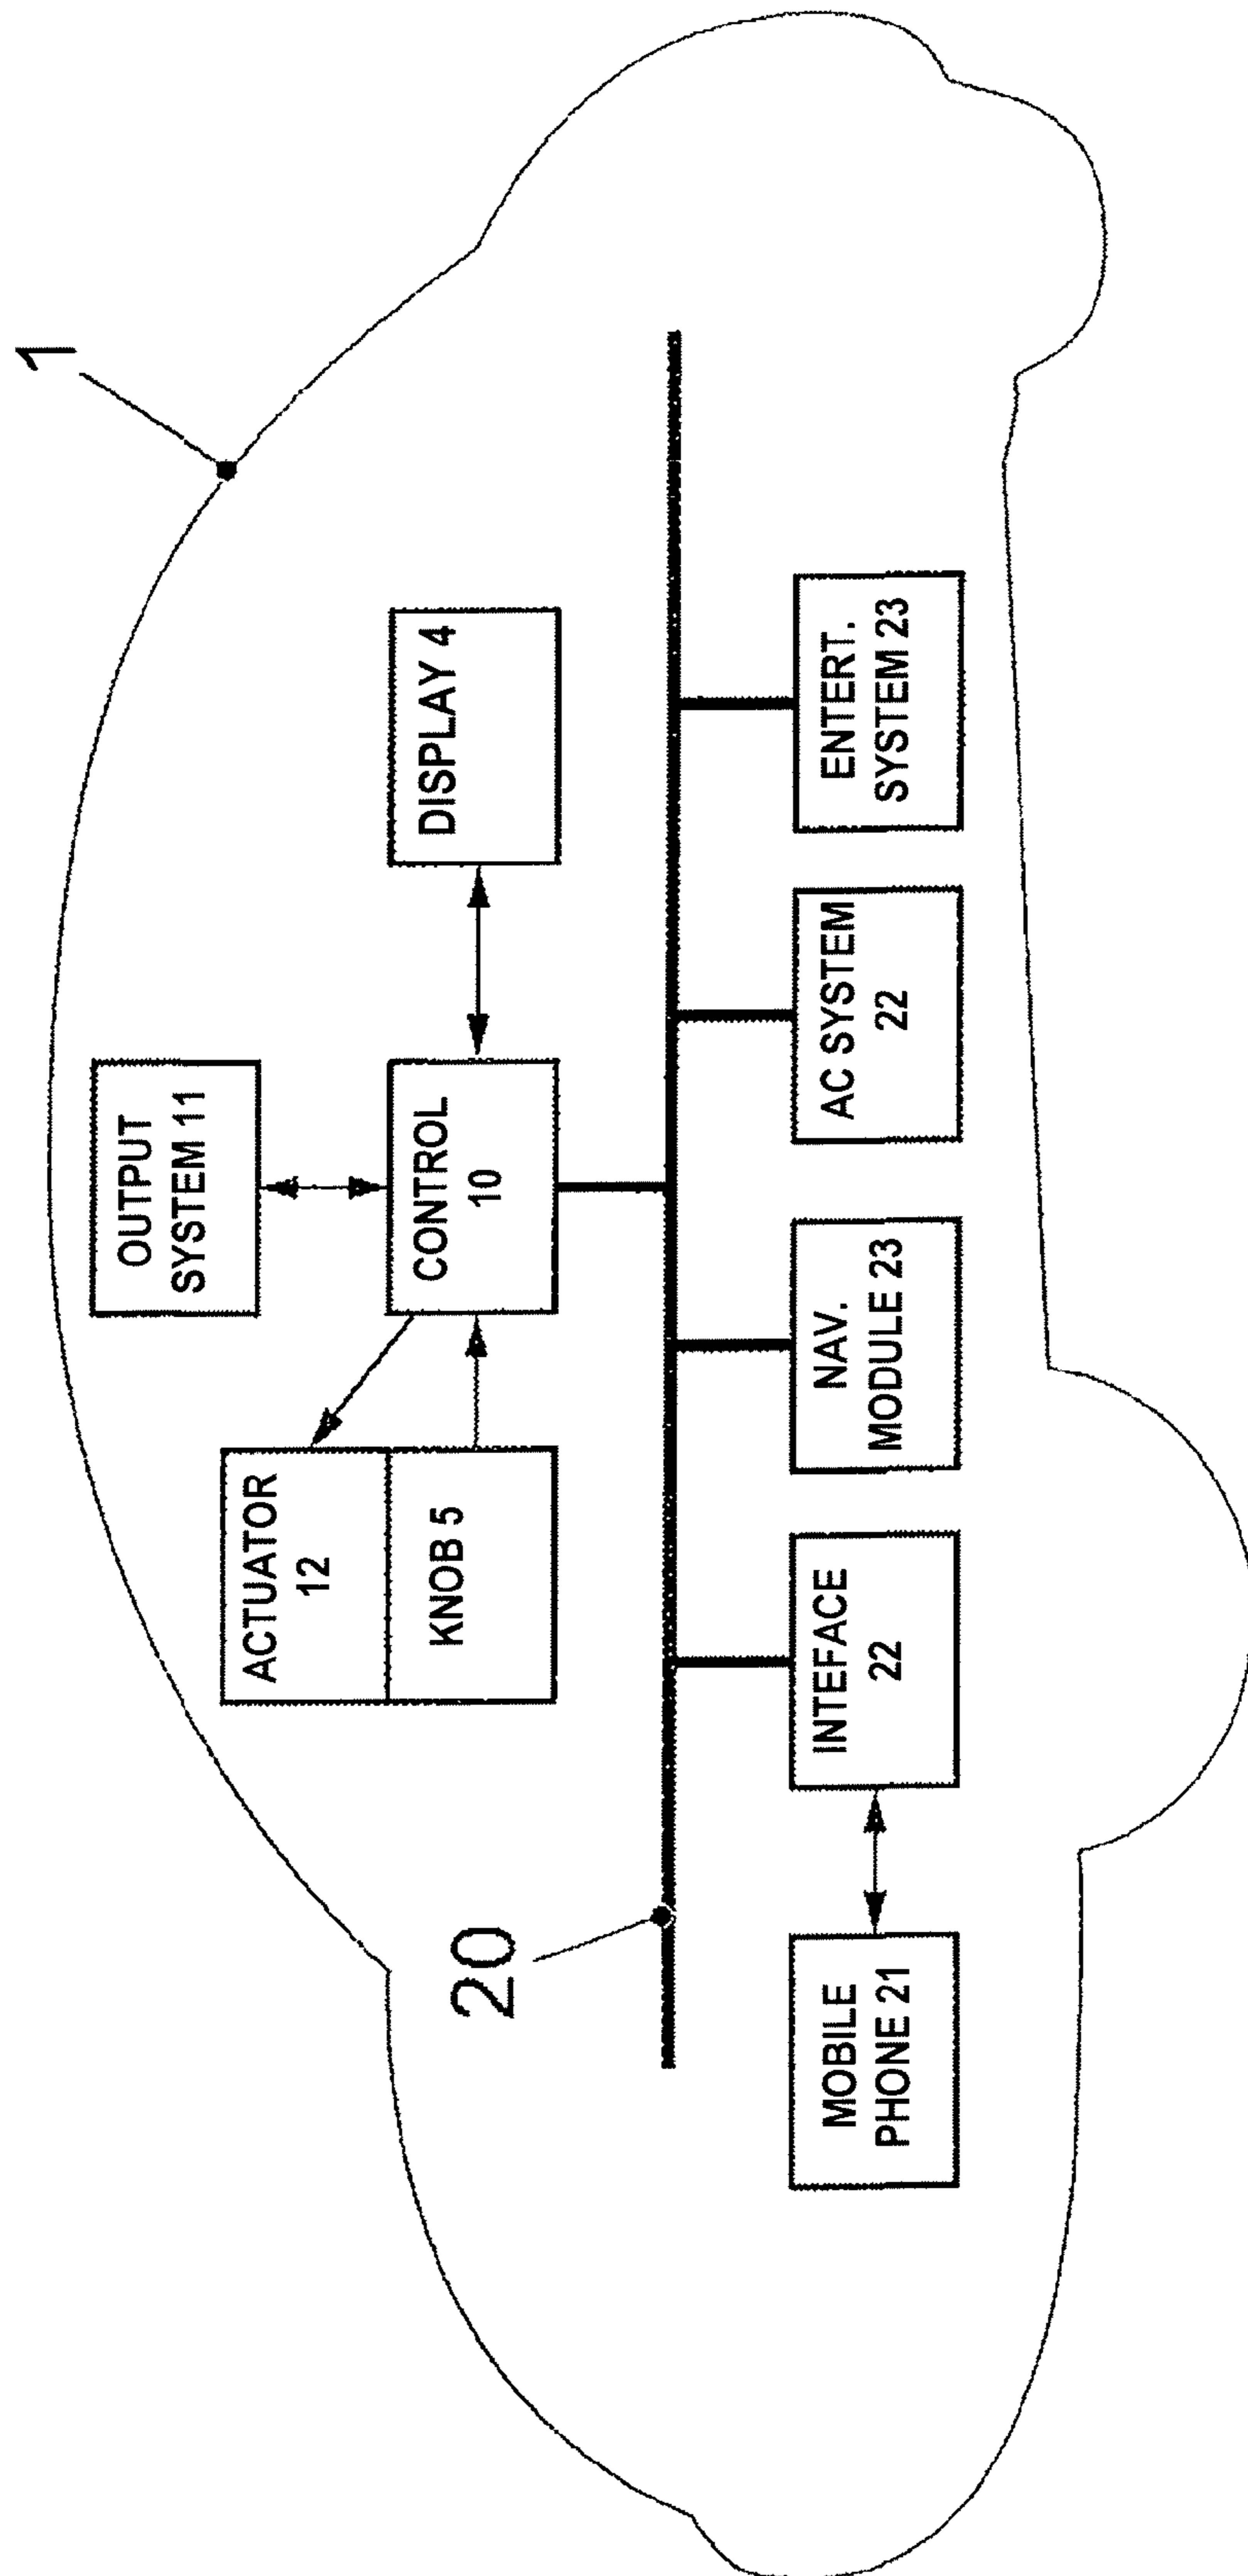 1
OUTPUT
SYSTEM 11
ACTUATOR
12
KNOB 5
CONTROL
10
DISPLAY 4
20
MOBILE
PHONE 21
INTEFACE
22
NAV.
MODULE 23
AC SYSTEM
22
ENTERT.
SYSTEM 23